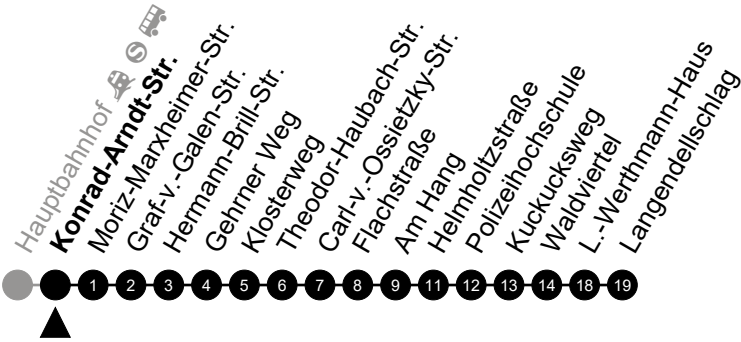 Hauptbahnhof S
Konrad-Arndt-Str.
Moriz-Marxheimer-Str.
Graf-v.-Galen-Str.
Hermann-Brill-Str.
Gehrner Weg
Klosterweg
Theodor-Haubach-Str.
Carl-v.-Ossietzky-Str.
Flachstraße
Am Hang
Helmholtzstraße
Polizeihochschule
Kuckucksweg
Waldviertel
L.-Werthmann-Haus
Langendellschlag
1 2 3 4 5 6 7 8 9 11 12 13 14 18 19